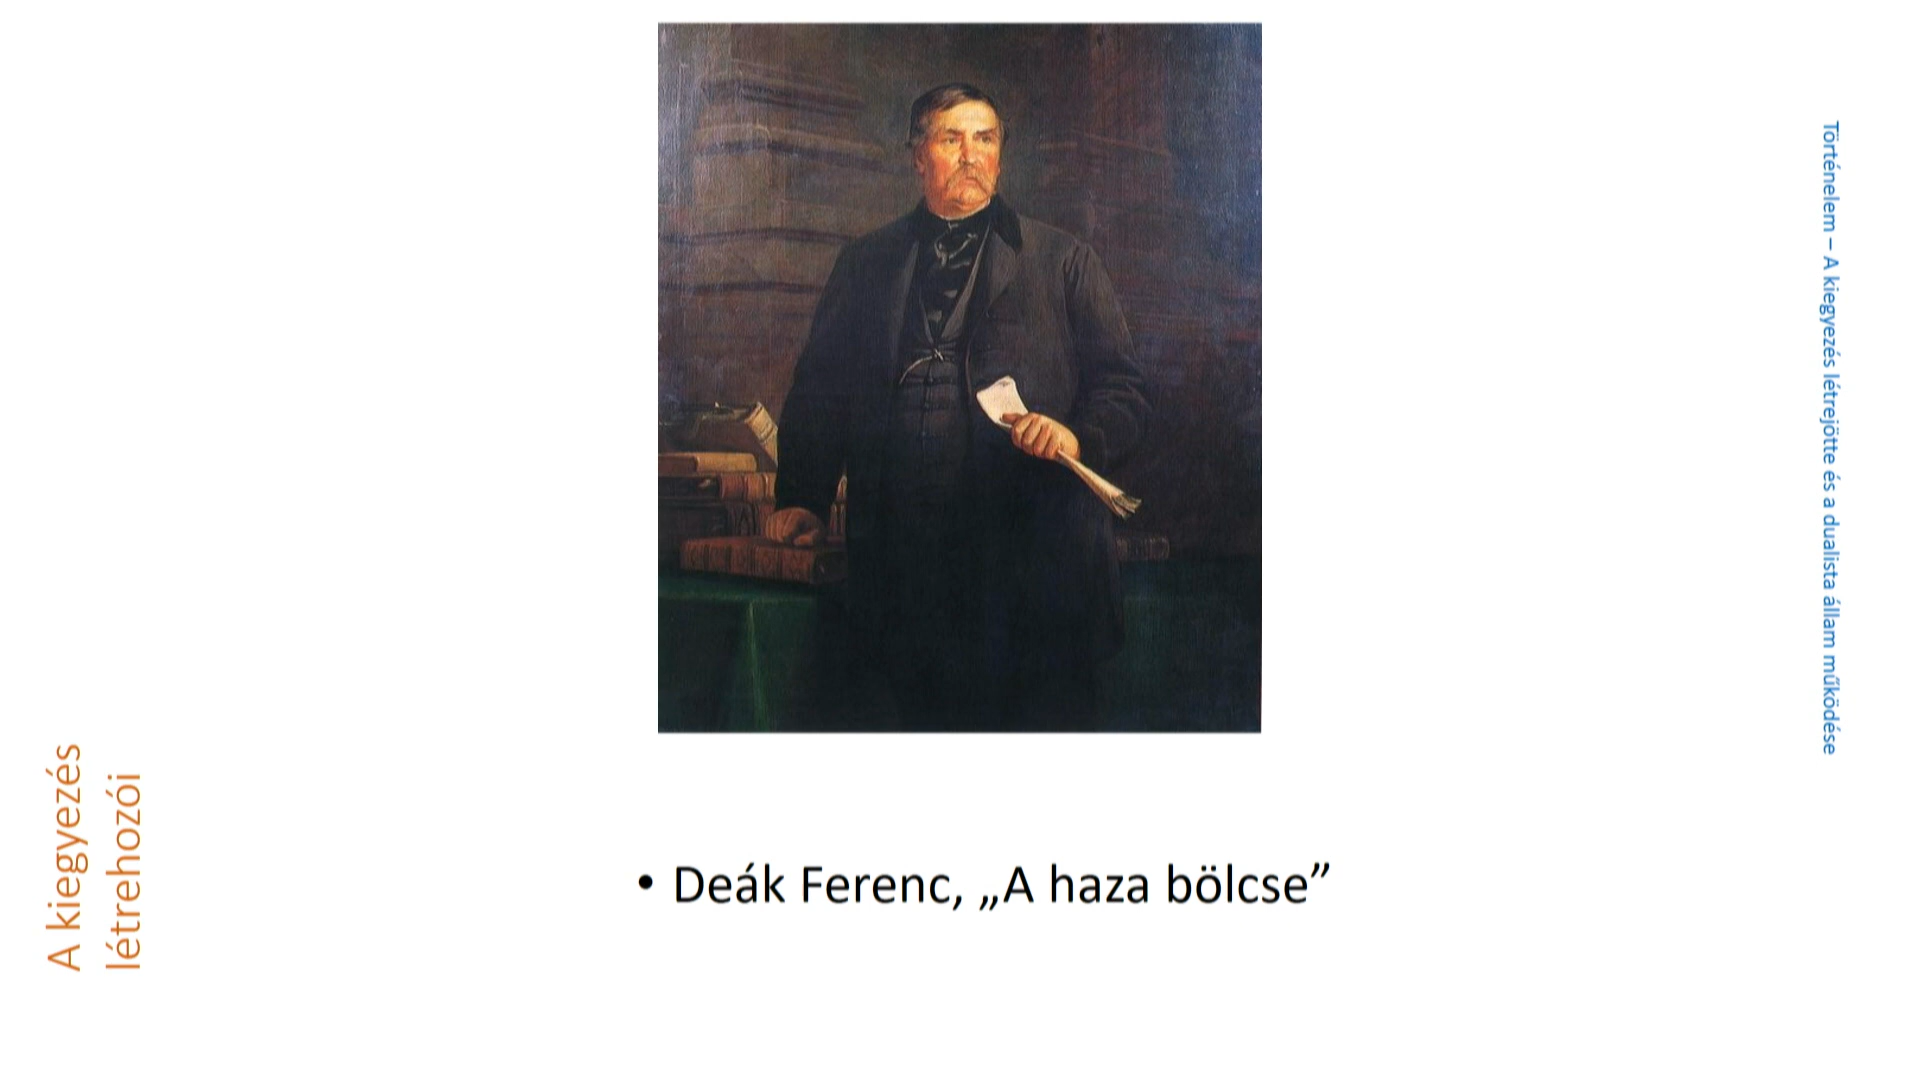 A kiegyezés
létrehozói
• Deák Ferenc, „A haza bölcse”
Történelem – A kiegyezés létrejötte és a dualista állam működése